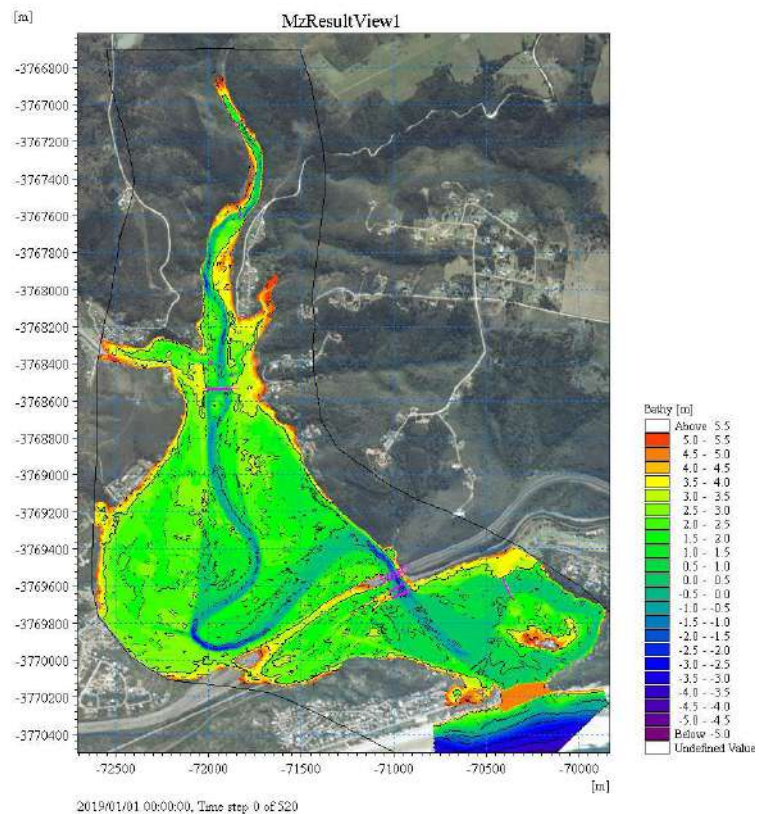 [m]
MzResultView1
-3766800
-3767000
-3767200
-3767400
-3767600
-3767800
-3768000
-3768200
-3768400
-3768600
-3768800
-3769000
-3769200
-3769400
-3769600
-3769800
-3770000
-3770200
-3770400
-72500
-72000
-71500
-71000
-70500
-70000
[m]
Bathy [m]
Above 5.5
5.0 - 5.5
4.5 - 5.0
4.0 - 4.5
3.5 - 4.0
3.0 - 3.5
2.5 - 3.0
2.0 - 2.5
1.5 - 2.0
1.0 - 1.5
0.5 - 1.0
0.0 - 0.5
-0.5 - 0.0
-1.0 - -0.5
-1.5 - -1.0
-2.0 - -1.5
-2.5 - -2.0
-3.0 - -2.5
-3.5 - -3.0
-4.0 - -3.5
-4.5 - -4.0
-5.0 - -4.5
Below -5.0
Undefined Value
2019/01/01 00:00:00, Time step 0 of 520